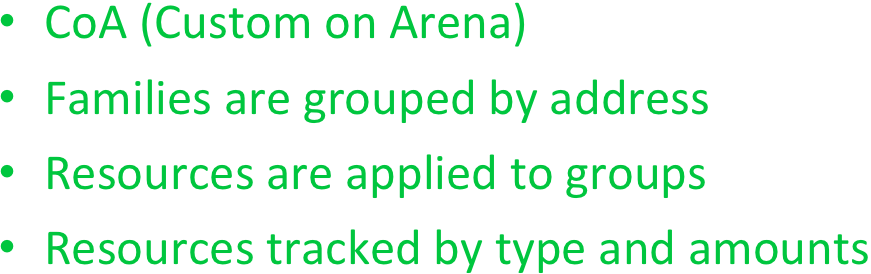 • CoA (Custom on Arena)
• Families are grouped by address
• Resources are applied to groups
• Resources tracked by type and amounts